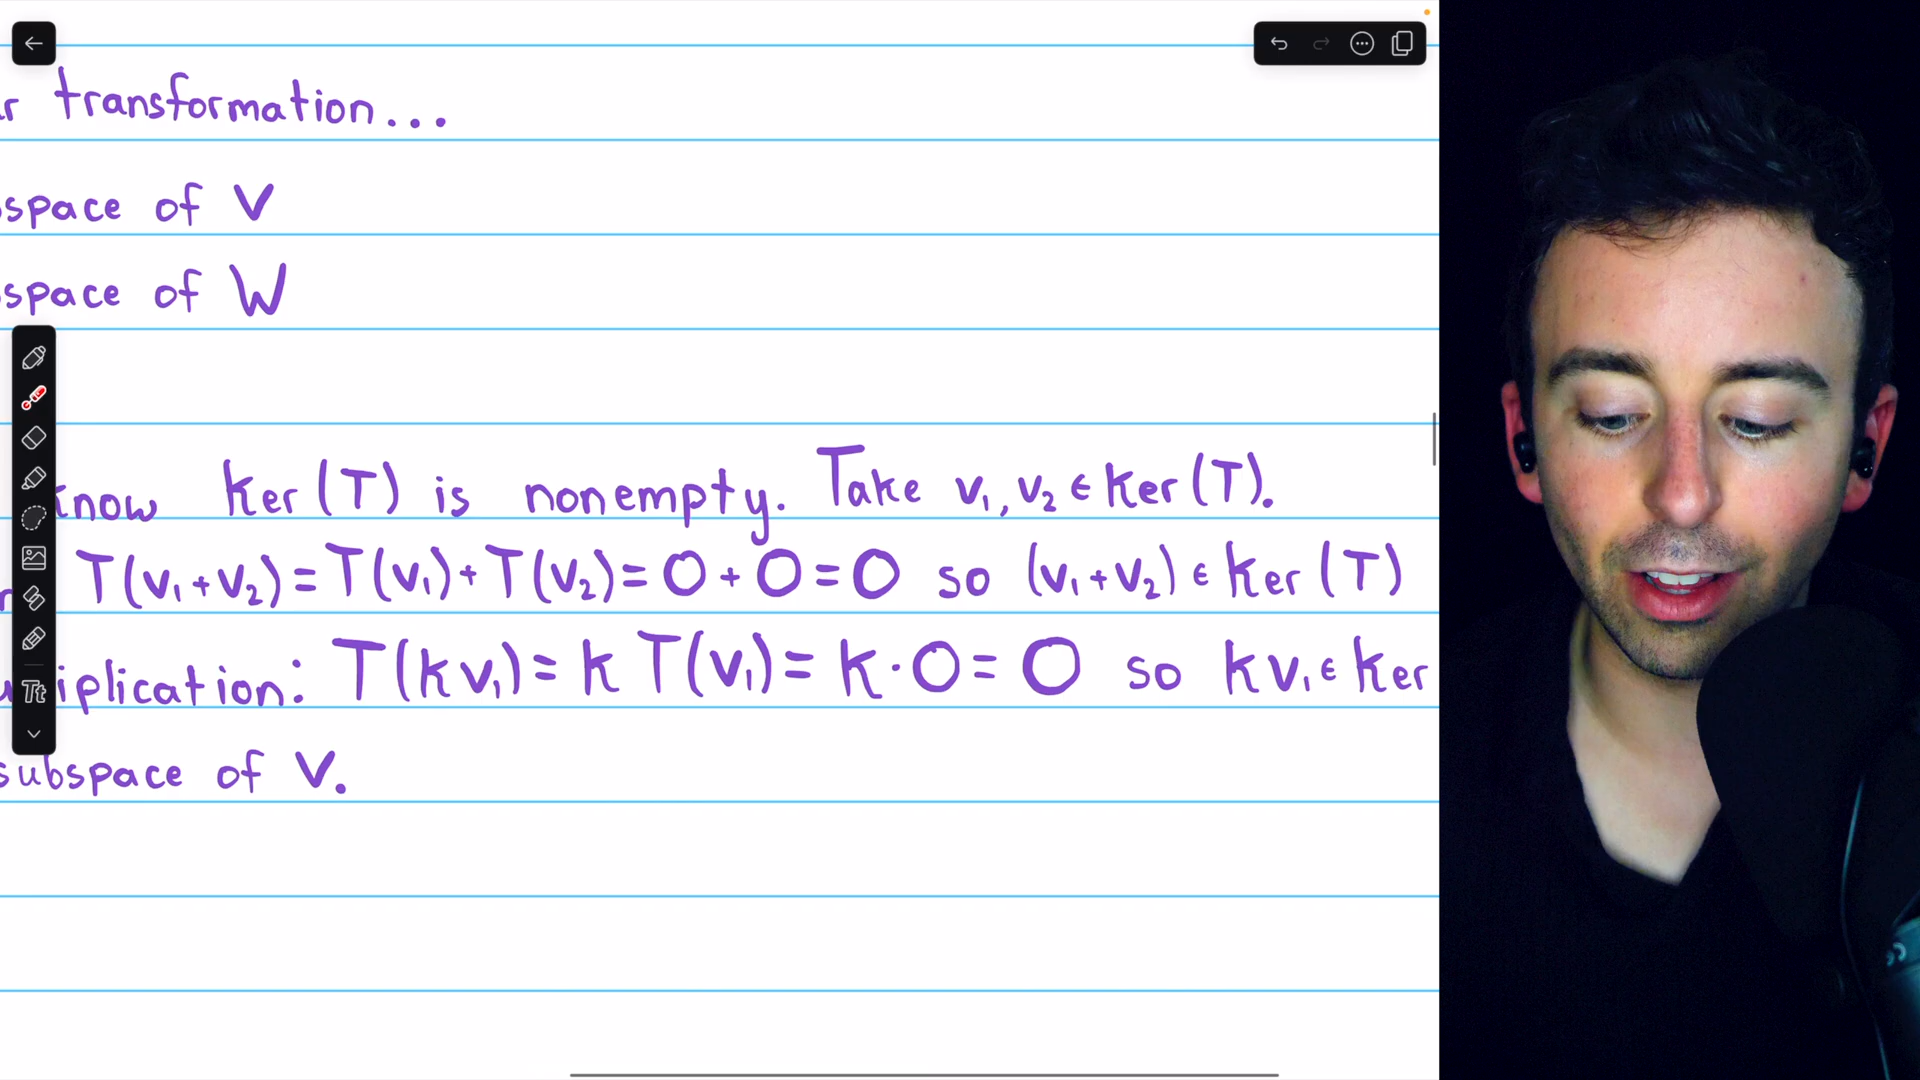 r transformation...
space of V
space of W
know ker(T) is nonempty. Take v₁, v₂ ∈ ker(T).
T(v₁+v₂) = T(v₁) + T(v₂) = 0 + 0 = 0 so (v₁+v₂) ∈ ker(T)
iplication: T(kv₁) = k T(v₁) = k · 0 = 0 so kv₁ ∈ ker
subspace of V.
Tt